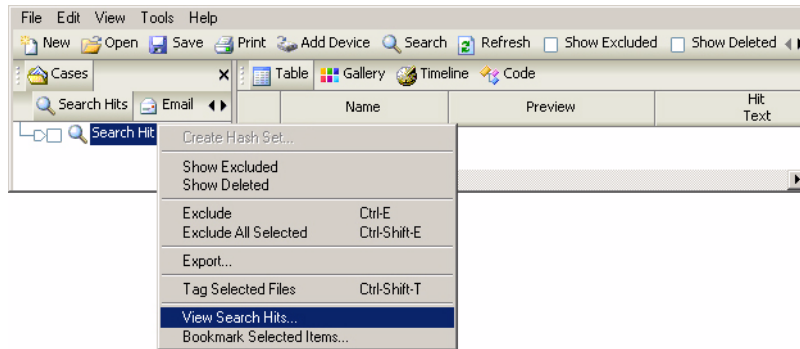 File Edit View Tools Help
New Open Save Print Add Device Search Refresh Show Excluded Show Deleted
Cases Table Gallery Timeline Code
Search Hits Email Name Preview Hit Text
Search Hit
Create Hash Set...
Show Excluded
Show Deleted
Exclude Ctrl-E
Exclude All Selected Ctrl-Shift-E
Export...
Tag Selected Files Ctrl-Shift-T
View Search Hits...
Bookmark Selected Items...